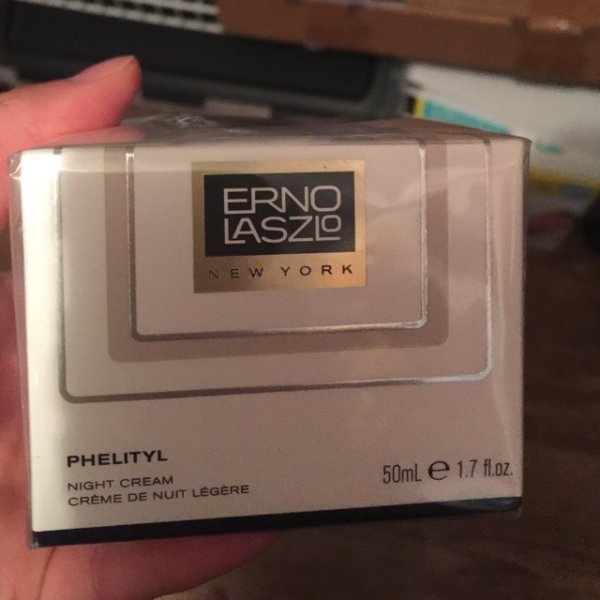 ERNO
LASZLO
NEW YORK
PHELITYL
NIGHT CREAM
CRÈME DE NUIT LÉGÈRE
50mL ℮ 1.7 fl.oz.